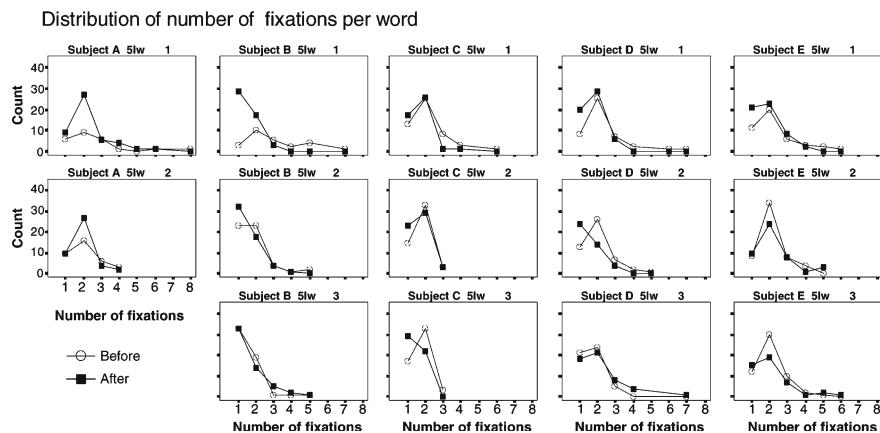 Distribution of number of fixations per word
Subject A 5lw 1
Subject B 5lw 1
Subject C 5lw 1
Subject D 5lw 1
Subject E 5lw 1
Count
40
30
20
10
0
Subject A 5lw 2
Subject B 5lw 2
Subject C 5lw 2
Subject D 5lw 2
Subject E 5lw 2
Count
40
30
20
10
0
1 2 3 4 5 6 7 8
Number of fixations
Subject B 5lw 3
Subject C 5lw 3
Subject D 5lw 3
Subject E 5lw 3
Before
After
1 2 3 4 5 6 7 8
1 2 3 4 5 6 7 8
1 2 3 4 5 6 7 8
1 2 3 4 5 6 7 8
Number of fixations
Number of fixations
Number of fixations
Number of fixations